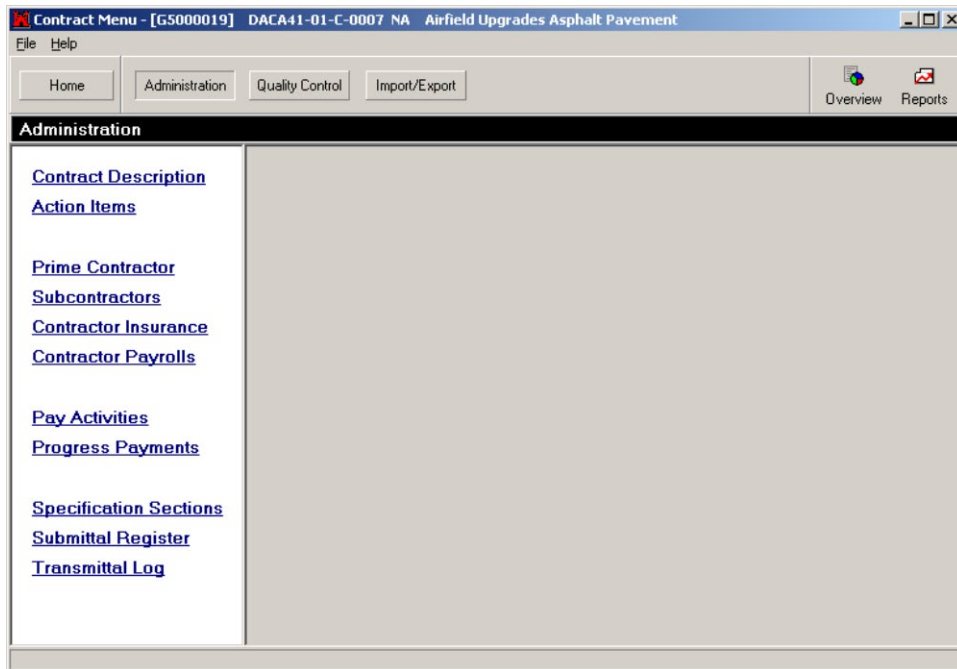 Contract Menu - [G5000019] DACA41-01-C-0007 NA Airfield Upgrades Asphalt Pavement
File Help
Home Administration Quality Control Import/Export Overview Reports
Administration
Contract Description
Action Items
Prime Contractor
Subcontractors
Contractor Insurance
Contractor Payrolls
Pay Activities
Progress Payments
Specification Sections
Submittal Register
Transmittal Log